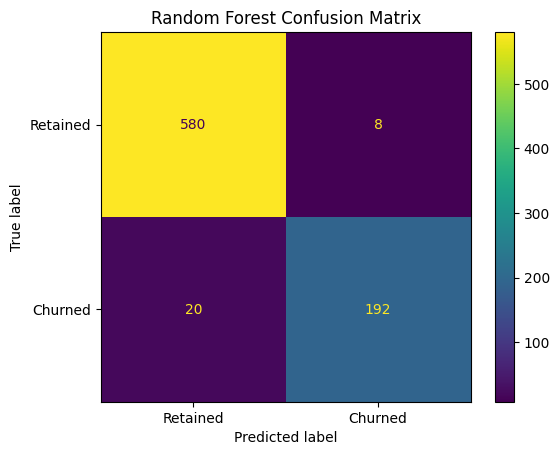 Random Forest Confusion Matrix
True label
Retained
580
8
Churned
20
192
Retained
Churned
Predicted label
500
400
300
200
100